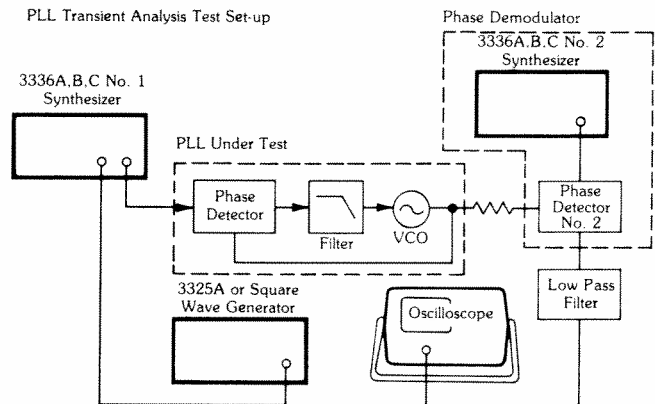 PLL Transient Analysis Test Set-up
Phase Demodulator
3336A,B,C No. 2
Synthesizer
3336A,B,C No. 1
Synthesizer
PLL Under Test
Phase
Detector
Filter
VCO
Phase
Detector
No. 2
3325A or Square
Wave Generator
Oscilloscope
Low Pass
Filter